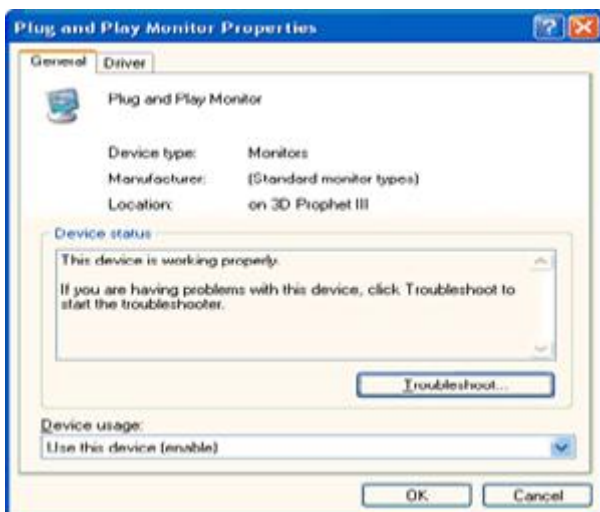 Plug and Play Monitor Properties
General Driver
Plug and Play Monitor
Device type: Monitors
Manufacturer: (Standard monitor types)
Location: on 3D Prophet III
Device status
This device is working properly.
If you are having problems with this device, click Troubleshoot to
start the troubleshooter.
Troubleshoot...
Device usage:
Use this device (enable)
OK Cancel